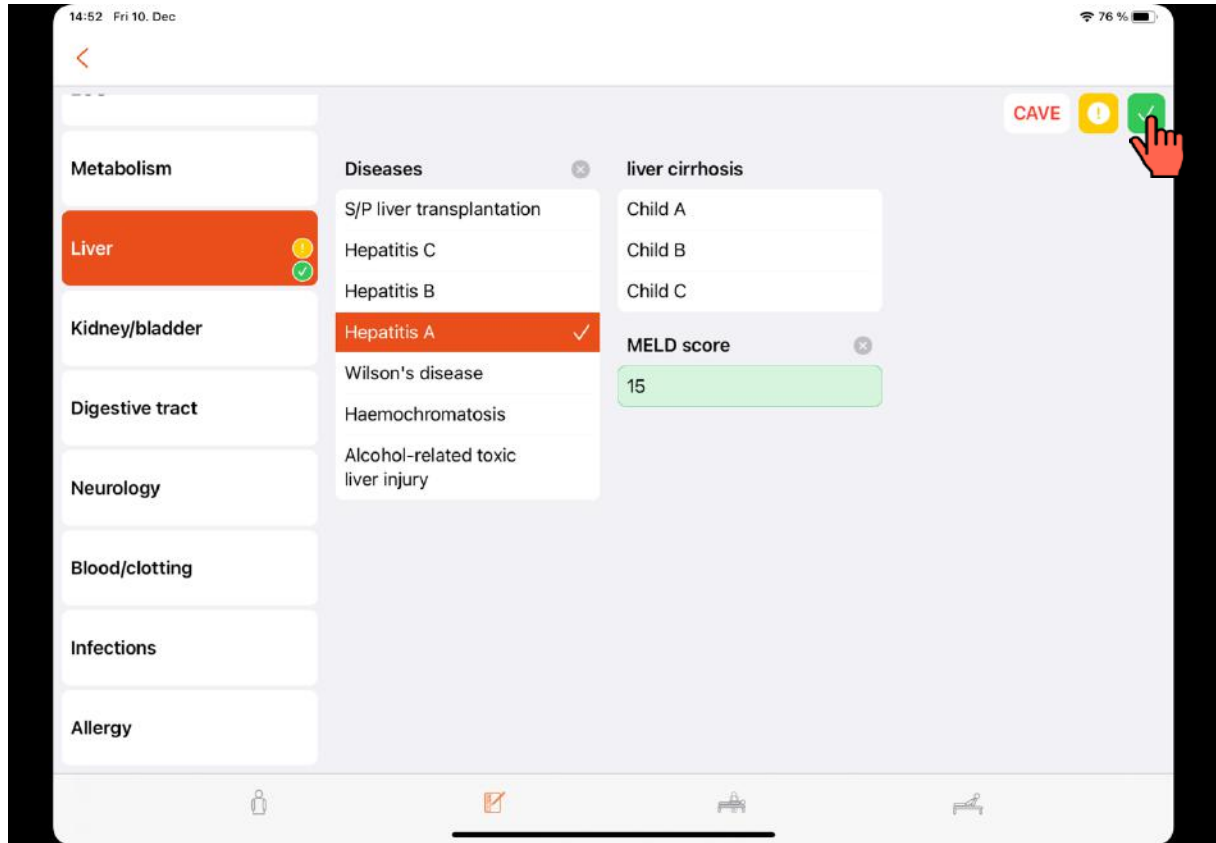 14:52 Fri 10. Dec
76 %
CAVE
Metabolism
Liver
Kidney/bladder
Digestive tract
Neurology
Blood/clotting
Infections
Allergy
Diseases
S/P liver transplantation
Hepatitis C
Hepatitis B
Hepatitis A
Wilson's disease
Haemochromatosis
Alcohol-related toxic
liver injury
liver cirrhosis
Child A
Child B
Child C
MELD score
15